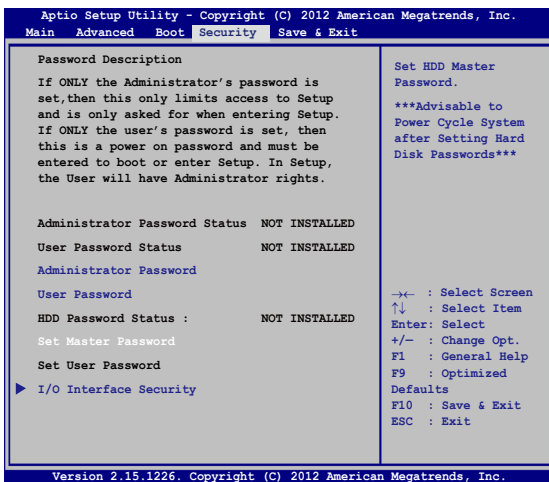 Aptio Setup Utility - Copyright (C) 2012 American Megatrends, Inc.
Main Advanced Boot Security Save & Exit
Password Description
If ONLY the Administrator's password is
set,then this only limits access to Setup
and is only asked for when entering Setup.
If ONLY the user's password is set, then
this is a power on password and must be
entered to boot or enter Setup. In Setup,
the User will have Administrator rights.
Administrator Password Status NOT INSTALLED
User Password Status NOT INSTALLED
Administrator Password
User Password
HDD Password Status : NOT INSTALLED
Set Master Password
Set User Password
I/O Interface Security
Set HDD Master
Password.
***Advisable to
Power Cycle System
after Setting Hard
Disk Passwords***
→← : Select Screen
↑↓ : Select Item
Enter: Select
+/— : Change Opt.
F1 : General Help
F9 : Optimized
Defaults
F10 : Save & Exit
ESC : Exit
Version 2.15.1226. Copyright (C) 2012 American Megatrends, Inc.